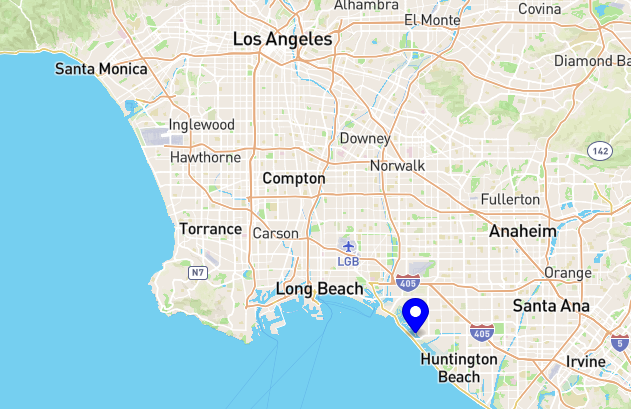 Alhambra
El Monte
Covina
Los Angeles
Santa Monica
Diamond Ba
Inglewood
Downey
142
Hawthorne
Norwalk
Compton
Fullerton
Torrance
Carson
Anaheim
LGB
N7
Orange
405
Long Beach
Santa Ana
405
5
Huntington
Beach
Irvine